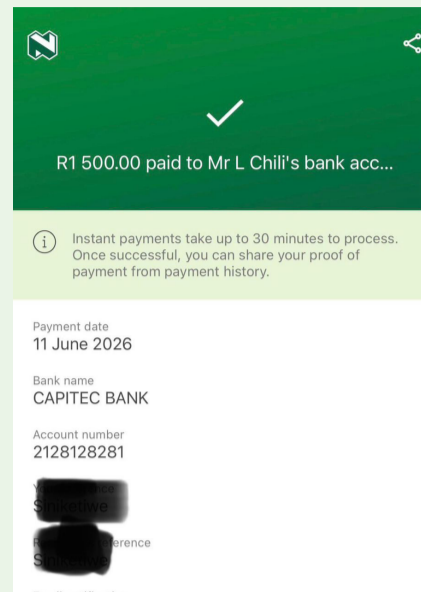 R1 500.00 paid to Mr L Chili's bank acc...
Instant payments take up to 30 minutes to process.
Once successful, you can share your proof of
payment from payment history.
Payment date
11 June 2026
Bank name
CAPITEC BANK
Account number
2128128281
erence